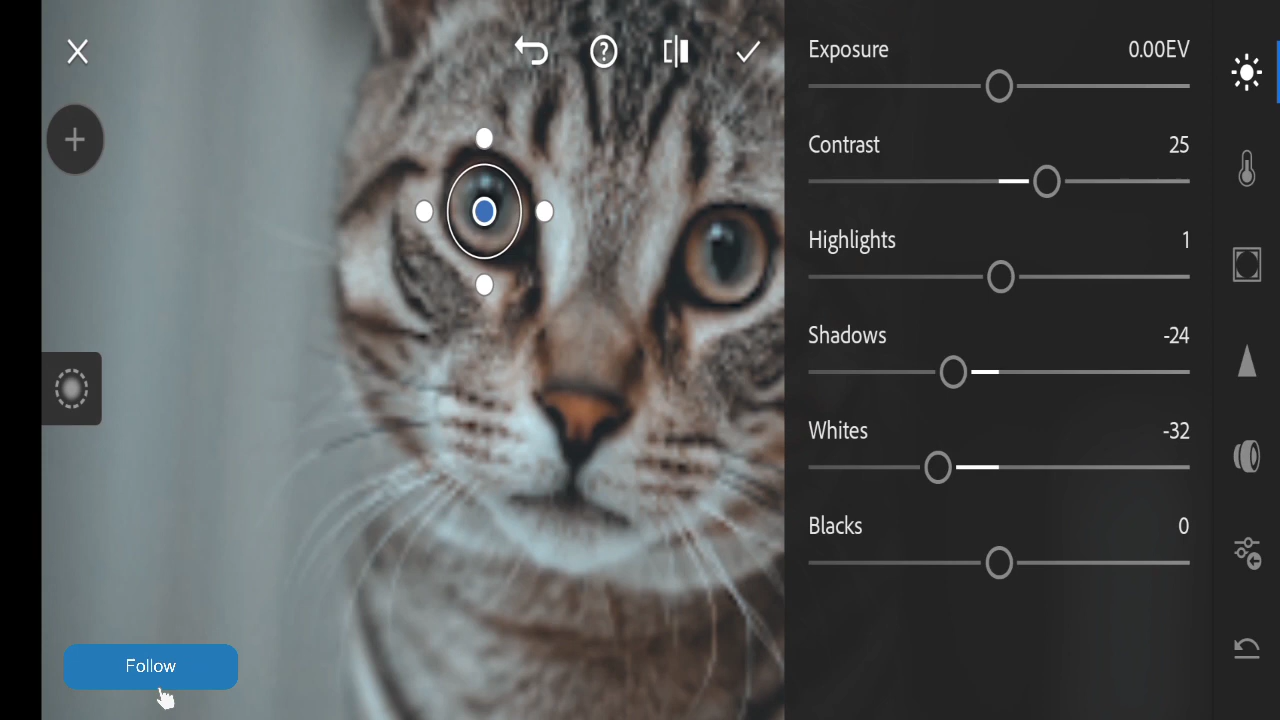 Exposure 0.00EV
Contrast 25
Highlights 1
Shadows -24
Whites -32
Blacks 0
Follow